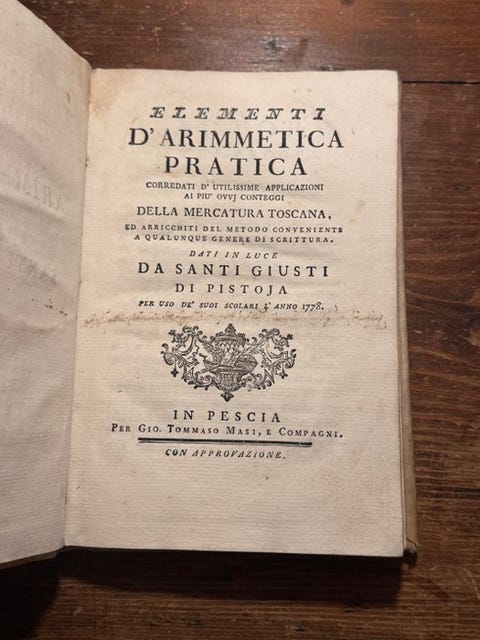 ELEMENTI
D'ARIMMETICA
PRATICA
CORREDATI D' UTILISSIME APPLICAZIONI
AI PIU' OVVJ CONTEGGI
DELLA MERCATURA TOSCANA,
ED ARRICCHITI DEL METODO CONVENIENTE
A QUALUNQUE GENERE DI SCRITTURA.
DATI IN LUCE
DA SANTI GIUSTI
DI PISTOJA
PER USO DE' SUOI SCOLARI L' ANNO 1778.
IN PESCIA
PER GIO. TOMMASO MASI, E COMPAGNI.
CON APPROVAZIONE.